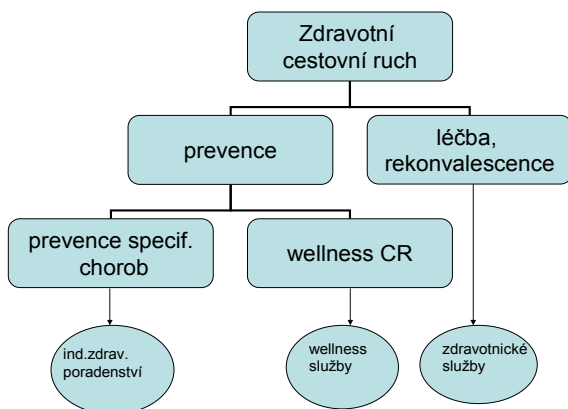 Zdravotní
cestovní ruch
prevence
léčba,
rekonvalescence
prevence specif.
chorob
wellness CR
ind.zdrav.
poradenství
wellness
služby
zdravotnické
služby